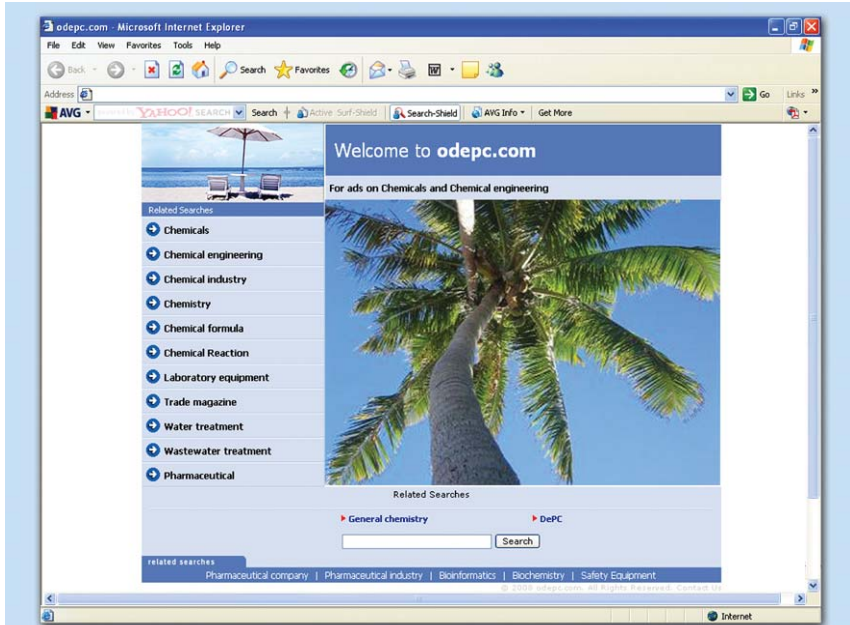 odepc.com - Microsoft Internet Explorer
File Edit View Favorites Tools Help
Back Search Favorites
Address Go Links »
AVG YAHOO! SEARCH Search Active Surf-Shield Search-Shield AVG Info Get More
Welcome to odepc.com
For ads on Chemicals and Chemical engineering
Related Searches
Chemicals
Chemical engineering
Chemical industry
Chemistry
Chemical formula
Chemical Reaction
Laboratory equipment
Trade magazine
Water treatment
Wastewater treatment
Pharmaceutical
Related Searches
General chemistry DePC
Search
related searches
Pharmaceutical company | Pharmaceutical industry | Bioinformatics | Biochemistry | Safety Equipment
odepc.com. All Rights Reserved. Contact Us
Internet